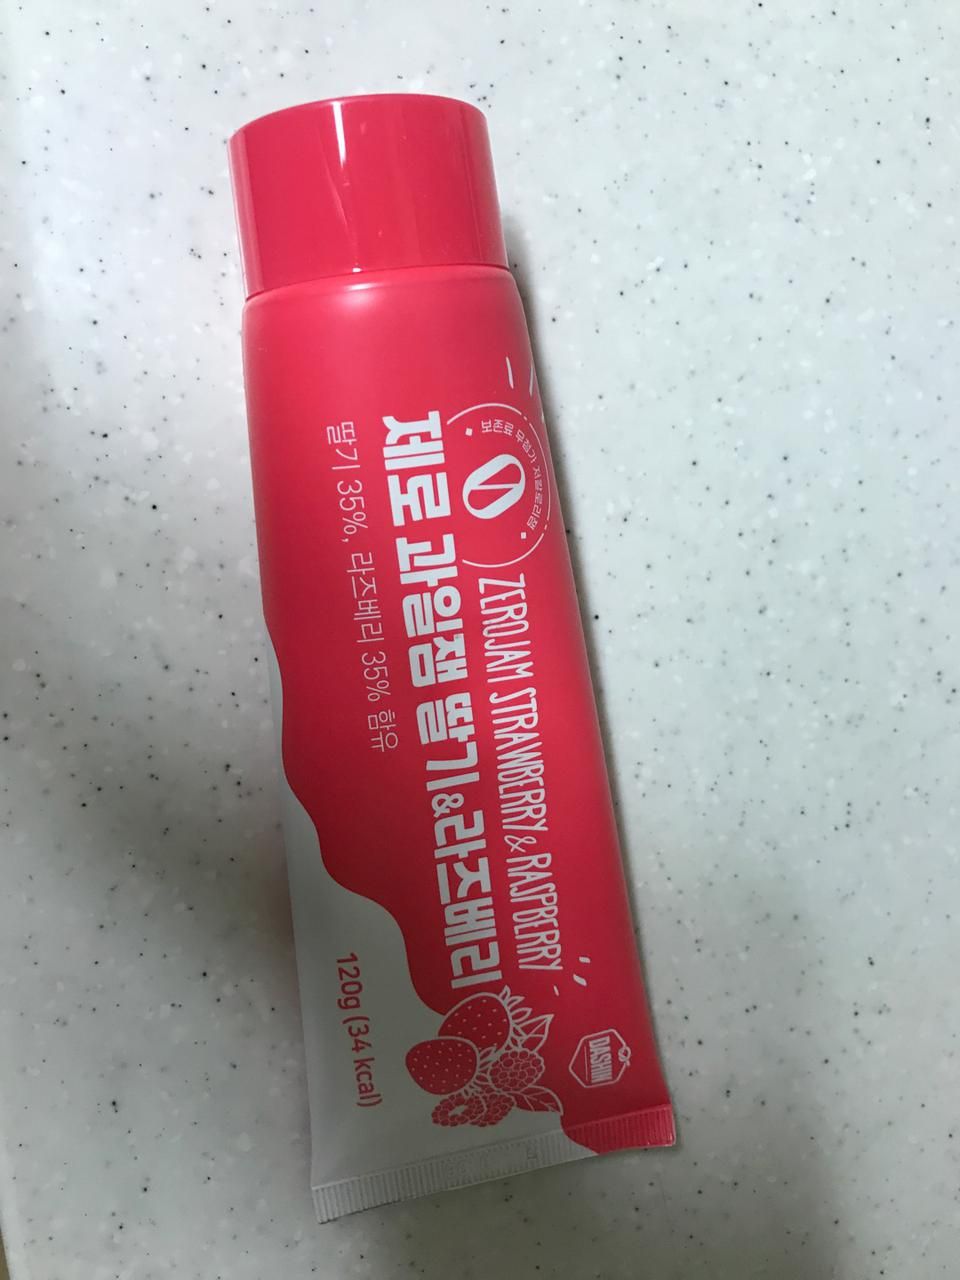 보존료 무첨가 저칼로리잼
0
ZEROJAM STRAWBERRY & RASPBERRY
제로 과일잼 딸기&라즈베리
딸기 35%, 라즈베리 35% 함유
120g (34 kcal)
DASHIN